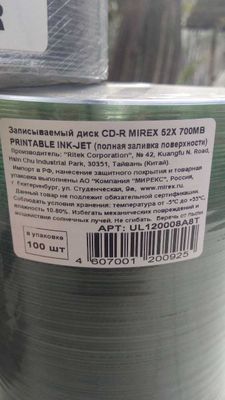 R
Записываемый диск CD-R MIREX 52X 700MB
PRINTABLE INK-JET (полная заливка поверхности)
Производитель: "Ritek Corporation", № 42, Kuangfu N. Road,
Hsin Chu Industrial Park, 30351, Тайвань (Китай).
Импорт в РФ, нанесение защитного покрытия и товарная
упаковка выполнены АО "Компания "МИРЕКС", Россия,
г. Екатеринбург, ул. Студенческая, 9а, www.mirex.ru.
Данный товар не подлежит обязательной сертификации.
Условия хранения: температура от -5°С до +55°С,
влажность 10-80%. Избегать механических повреждений и
воздействия прямых солнечных лучей. Не сгибать. Беречь от пыли.
в упаковке
100 шт
АРТ: UL120008A8T
4 607001 200925